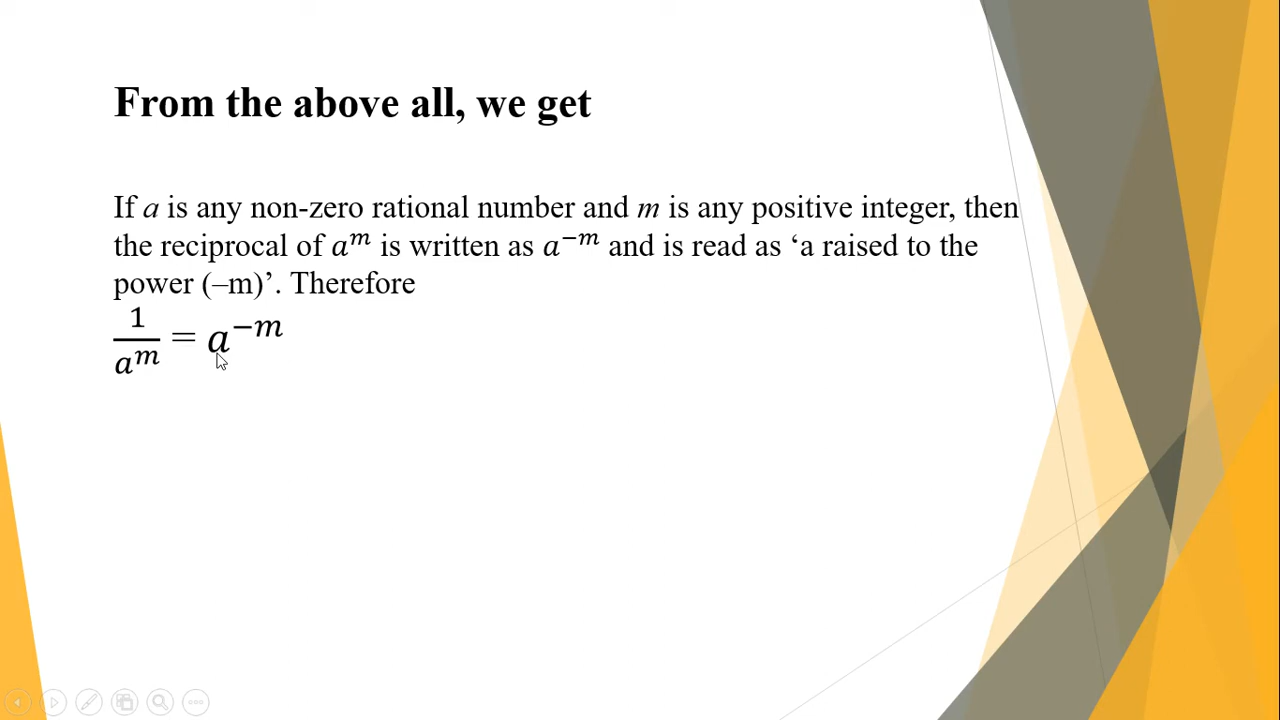 From the above all, we get
If a is any non-zero rational number and m is any positive integer, then
the reciprocal of a^m is written as a^{-m} and is read as ‘a raised to the
power (–m)’. Therefore
\frac{1}{a^m} = a^{-m}